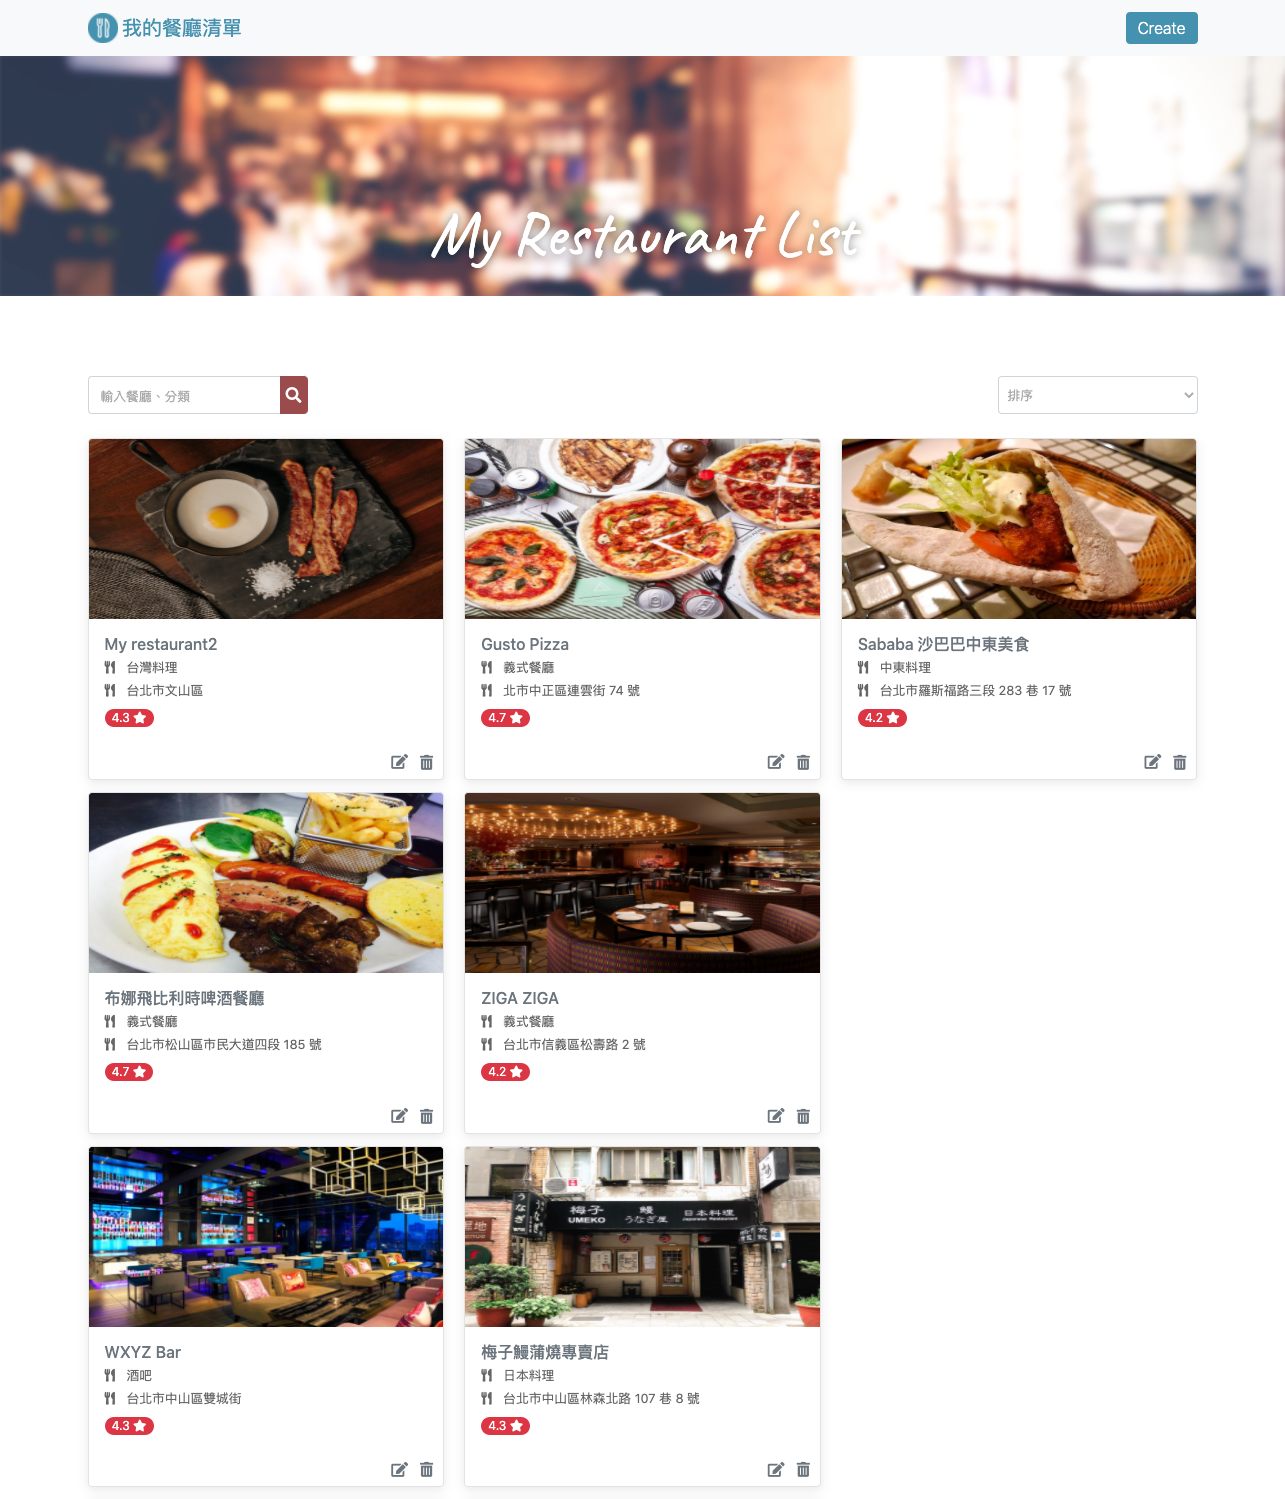 我的餐廳清單
Create
My Restaurant List
輸入餐廳、分類
排序
My restaurant2
台灣料理
台北市文山區
4.3
Gusto Pizza
義式餐廳
北市中正區連雲街 74 號
4.7
Sababa 沙巴巴中東美食
中東料理
台北市羅斯福路三段 283 巷 17 號
4.2
布娜飛比利時啤酒餐廳
義式餐廳
台北市松山區市民大道四段 185 號
4.7
ZIGA ZIGA
義式餐廳
台北市信義區松壽路 2 號
4.2
梅子 鰻 日本料理
UMEKO うなぎ屋 Japanese Restaurant
うなぎ
WXYZ Bar
酒吧
台北市中山區雙城街
4.3
梅子鰻蒲燒專賣店
日本料理
台北市中山區林森北路 107 巷 8 號
4.3